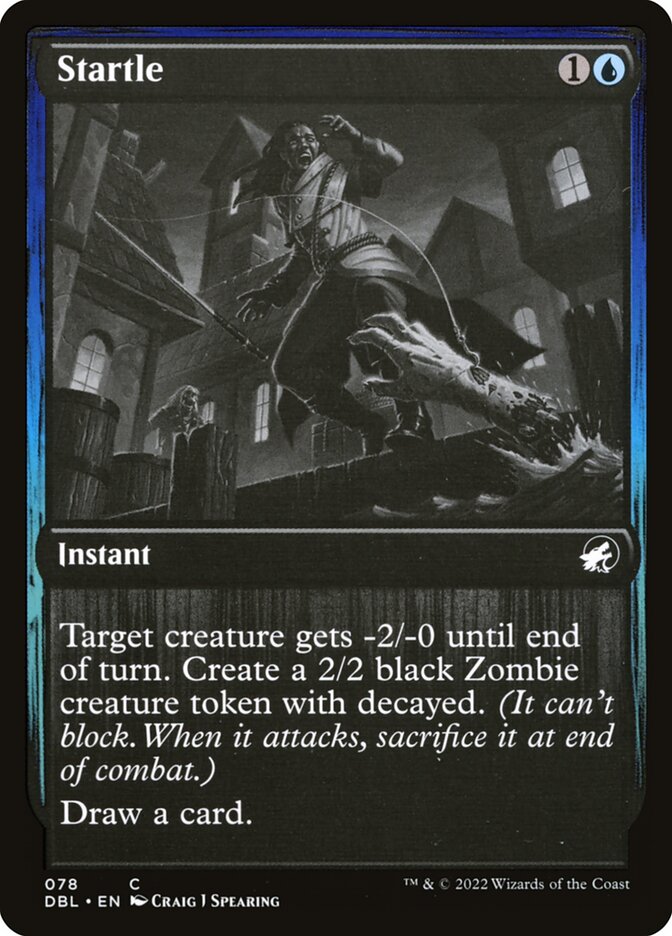 Startle 1
Instant
Target creature gets -2/-0 until end
of turn. Create a 2/2 black Zombie
creature token with decayed. (It can't
block. When it attacks, sacrifice it at end
of combat.)
Draw a card.
078 C
DBL • EN Craig J Spearing
™ & © 2022 Wizards of the Coast